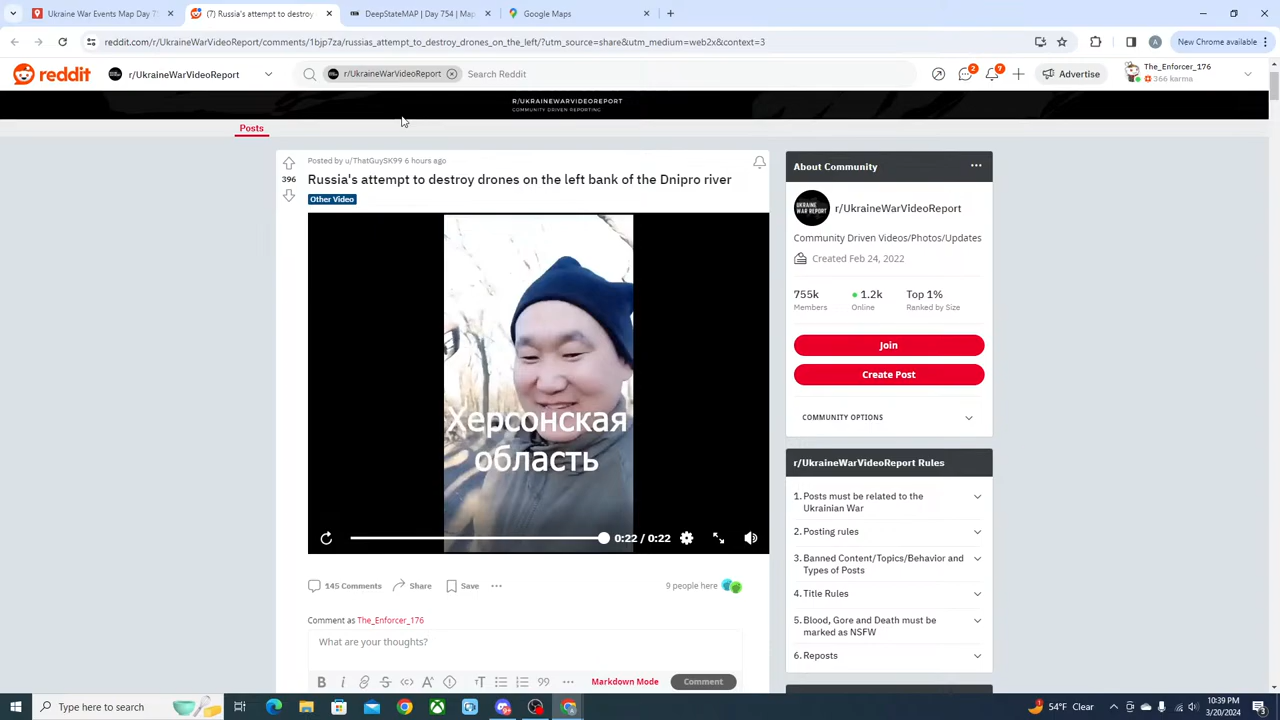 Ukraine War Events Map Day 7
(7) Russia's attempt to destroy
DeepStateMAP | Day 754 | Map
Google Maps
reddit.com/r/UkraineWarVideoReport/comments/1bjp7za/russias_attempt_to_destroy_drones_on_the_left/?utm_source=share&utm_medium=web2x&context=3
A
New Chrome available
reddit
r/UkraineWarVideoReport
r/UkraineWarVideoReport
Search Reddit
2
9
Advertise
The_Enforcer_176
366 karma
R/UKRAINEWARVIDEOREPORT
COMMUNITY DRIVEN REPORTING
Posts
Posted by u/ThatGuySK99 6 hours ago
396
Russia's attempt to destroy drones on the left bank of the Dnipro river
Other Video
Херсонская
область
0:22 / 0:22
145 Comments
Share
Save
9 people here
Comment as The_Enforcer_176
What are your thoughts?
Markdown Mode
Comment
About Community
UKRAINE
WAR REPORT
r/UkraineWarVideoReport
Community Driven Videos/Photos/Updates
Created Feb 24, 2022
755k
Members
1.2k
Online
Top 1%
Ranked by Size
Join
Create Post
COMMUNITY OPTIONS
r/UkraineWarVideoReport Rules
1. Posts must be related to the
Ukrainian War
2. Posting rules
3. Banned Content/Topics/Behavior and
Types of Posts
4. Title Rules
5. Blood, Gore and Death must be
marked as NSFW
6. Reposts
Type here to search
54°F Clear
10:39 PM
3/20/2024